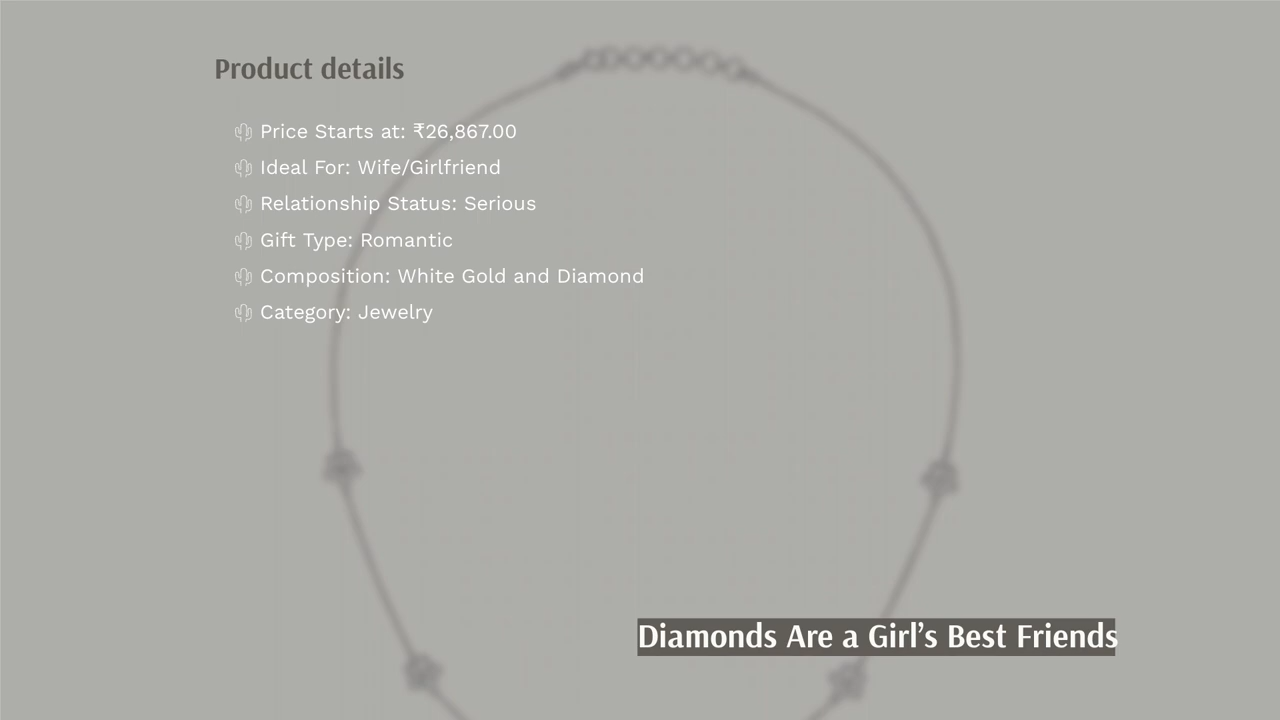 Product details
Price Starts at: ₹26,867.00
Ideal For: Wife/Girlfriend
Relationship Status: Serious
Gift Type: Romantic
Composition: White Gold and Diamond
Category: Jewelry
Diamonds Are a Girl’s Best Friends